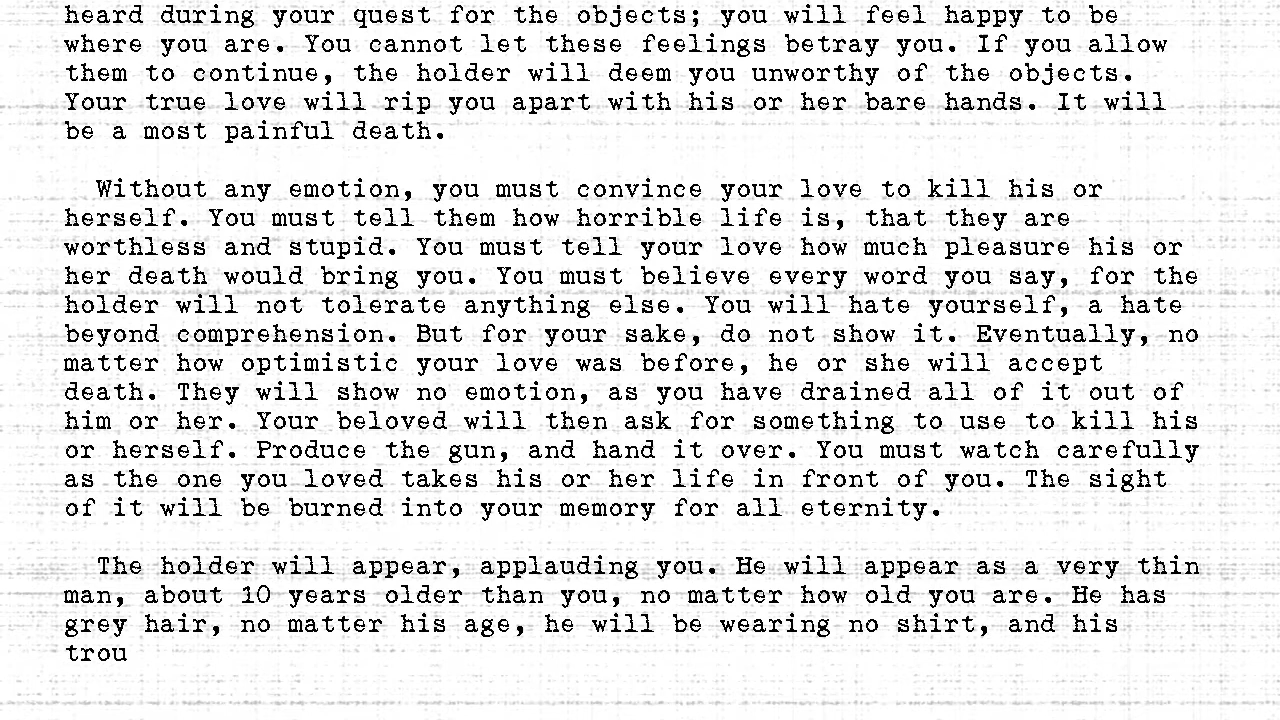 heard during your quest for the objects; you will feel happy to be
where you are. You cannot let these feelings betray you. If you allow
them to continue, the holder will deem you unworthy of the objects.
Your true love will rip you apart with his or her bare hands. It will
be a most painful death.
Without any emotion, you must convince your love to kill his or
herself. You must tell them how horrible life is, that they are
worthless and stupid. You must tell your love how much pleasure his or
her death would bring you. You must believe every word you say, for the
holder will not tolerate anything else. You will hate yourself, a hate
beyond comprehension. But for your sake, do not show it. Eventually, no
matter how optimistic your love was before, he or she will accept
death. They will show no emotion, as you have drained all of it out of
him or her. Your beloved will then ask for something to use to kill his
or herself. Produce the gun, and hand it over. You must watch carefully
as the one you loved takes his or her life in front of you. The sight
of it will be burned into your memory for all eternity.
The holder will appear, applauding you. He will appear as a very thin
man, about 10 years older than you, no matter how old you are. He has
grey hair, no matter his age, he will be wearing no shirt, and his
trou